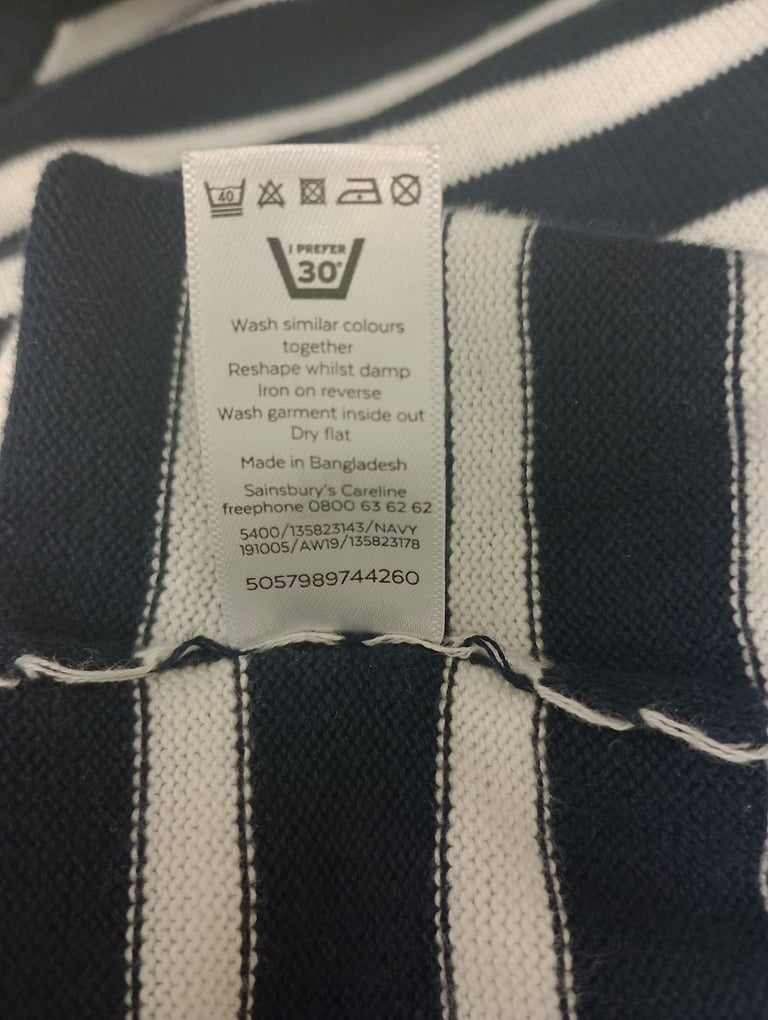 40
I PREFER
30°
Wash similar colours
together
Reshape whilst damp
Iron on reverse
Wash garment inside out
Dry flat
Made in Bangladesh
Sainsbury's Careline
freephone 0800 63 62 62
5400/135823143/NAVY
191005/AW19/135823178
5057989744260